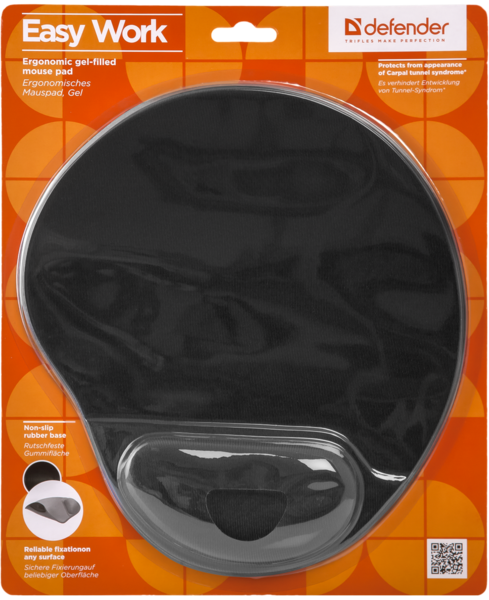 Easy Work
Ergonomic gel-filled
mouse pad
Ergonomisches
Mauspad, Gel
defender
TRIFLES MAKE PERFECTION
Protects from appearance
of Carpal tunnel syndrome*
Es verhindert Entwicklung
von Tunnel-Syndrom*
Non-slip
rubber base
Rutschfeste
Gummifläche
Reliable fixationon
any surface
Sichere Fixierungauf
beliebiger Oberfläche